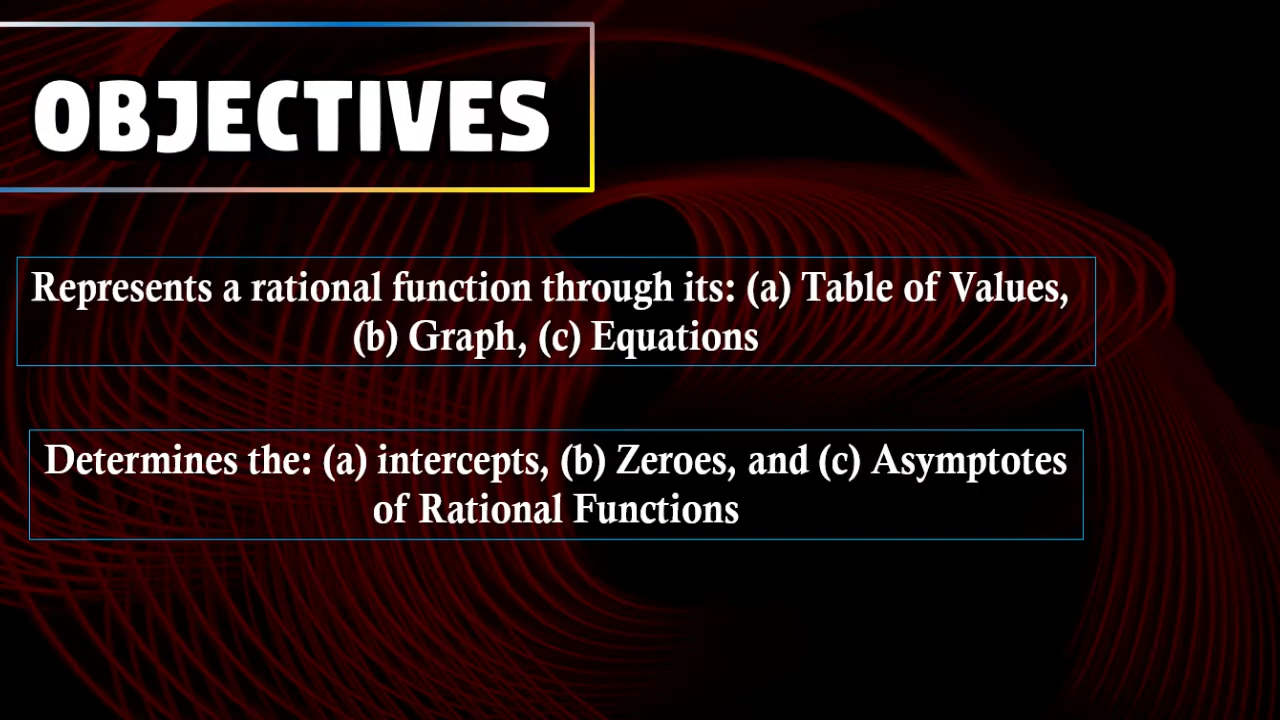 OBJECTIVES
Represents a rational function through its: (a) Table of Values,
(b) Graph, (c) Equations
Determines the: (a) intercepts, (b) Zeroes, and (c) Asymptotes
of Rational Functions